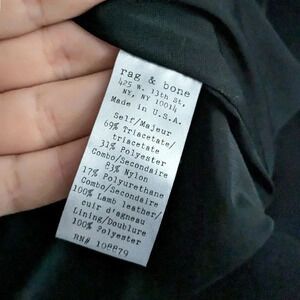 rag & bone
425 W. 13th St.
NY, NY 10014
Made in U.S.A.
Self/Majeur
69% Triacetate/
triacetate
31% Polyester
Combo/Secondaire
83% Nylon
17% Polyurethane
Combo/Secondaire
100% Lamb leather/
cuir d'agneau
Lining/Doublure
100% Polyester
RN#